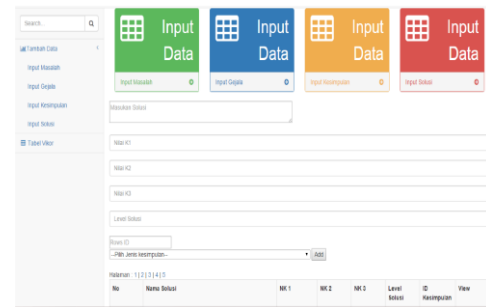 Search...
Tambah Data
Input Masalah
Input Gejala
Input Kesimpulan
Input Solusi
Tabel Vikor
Input Data
Input Masalah
Input Data
Input Gejala
Input Data
Input Kesimpulan
Input Data
Input Solusi
Masukan Solusi
Nilai K1
Nilai K2
Nilai K3
Level Solusi
Rows ID
--Pilih Jenis kesimpulan--
Add
Halaman : 1 | 2 | 3 | 4 | 5
No Nama Solusi NK 1 NK 2 NK 3 Level Solusi ID Kesimpulan View